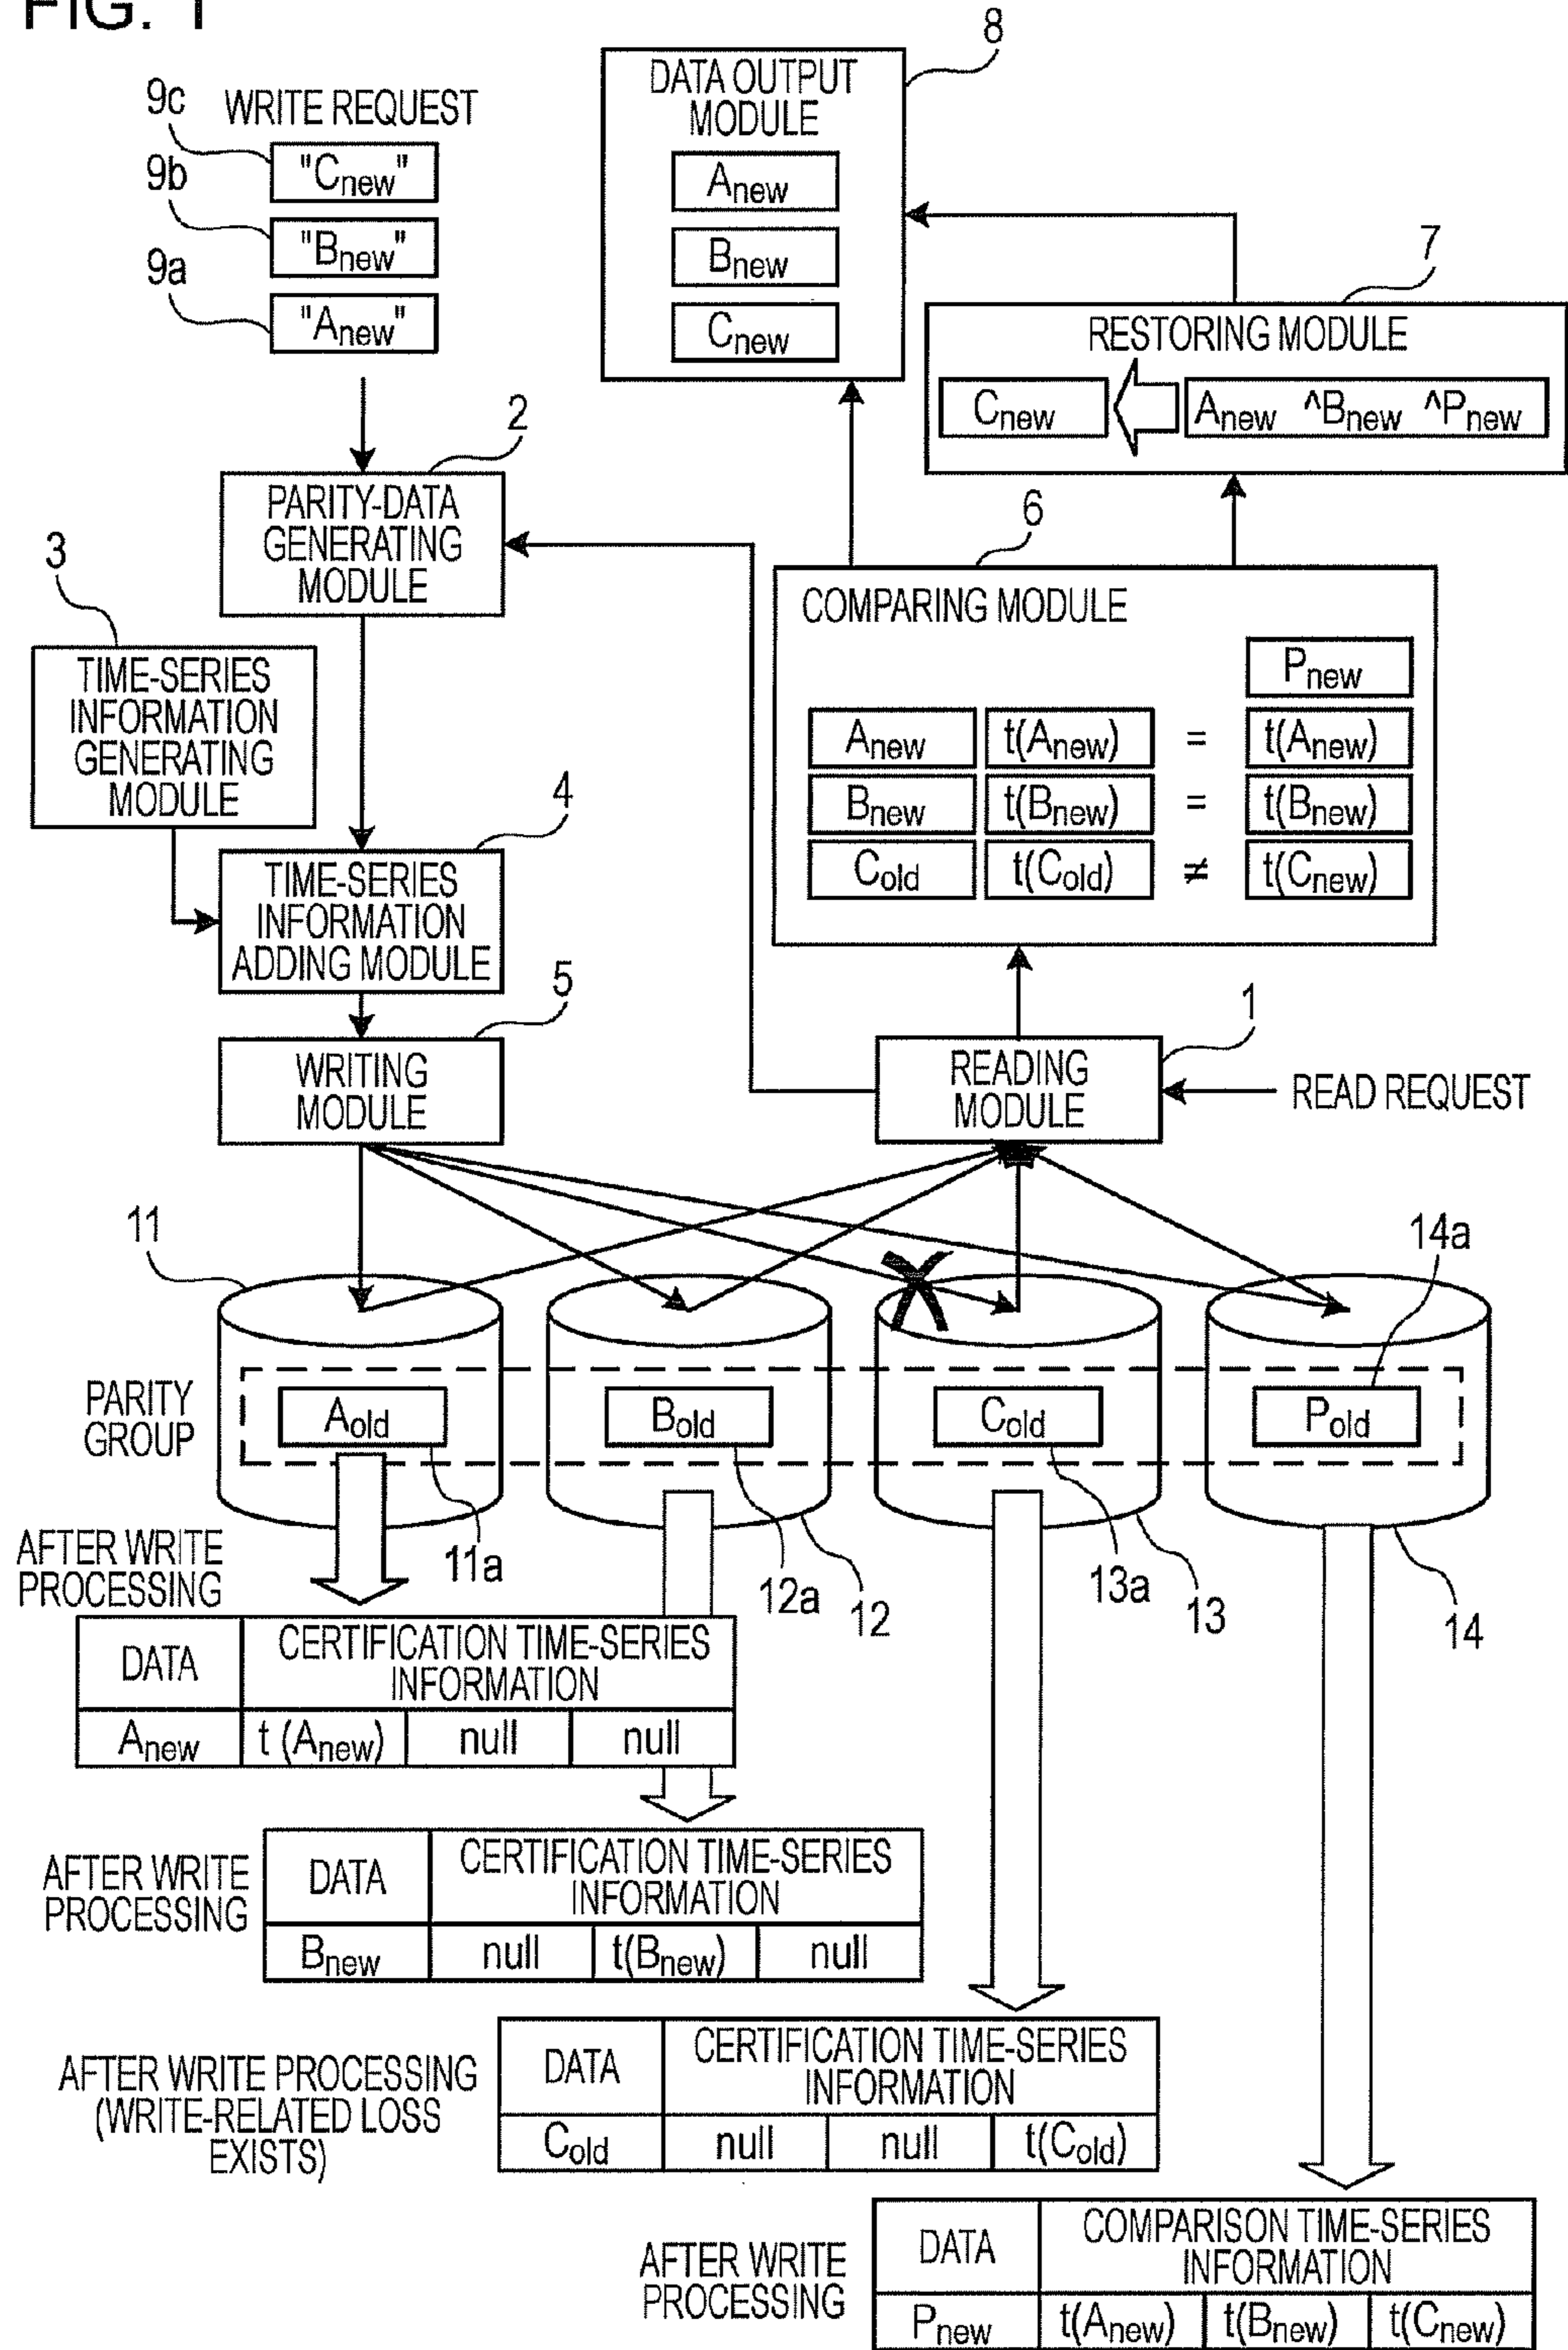 FIG. 1
8
DATA OUTPUT
MODULE
Anew
Bnew
Cnew
9c
WRITE REQUEST
"Cnew"
9b
"Bnew"
9a
"Anew"
7
RESTORING MODULE
Cnew
Anew ^Bnew ^Pnew
2
PARITY-DATA
GENERATING
MODULE
3
TIME-SERIES
INFORMATION
GENERATING
MODULE
6
COMPARING MODULE
Pnew
Anew t(Anew) = t(Anew)
Bnew t(Bnew) = t(Bnew)
Cold t(Cold) ≠ t(Cnew)
4
TIME-SERIES
INFORMATION
ADDING MODULE
5
WRITING
MODULE
1
READING
MODULE
READ REQUEST
11
14a
PARITY
GROUP
Aold
Bold
Cold
Pold
11a
12a
12
13a
13
14
AFTER WRITE
PROCESSING
DATA
CERTIFICATION TIME-SERIES
INFORMATION
Anew t (Anew) null null
AFTER WRITE
PROCESSING
DATA
CERTIFICATION TIME-SERIES
INFORMATION
Bnew null t(Bnew) null
AFTER WRITE PROCESSING
(WRITE-RELATED LOSS
EXISTS)
DATA
CERTIFICATION TIME-SERIES
INFORMATION
Cold null null t(Cold)
AFTER WRITE
PROCESSING
DATA
COMPARISON TIME-SERIES
INFORMATION
Pnew t(Anew) t(Bnew) t(Cnew)